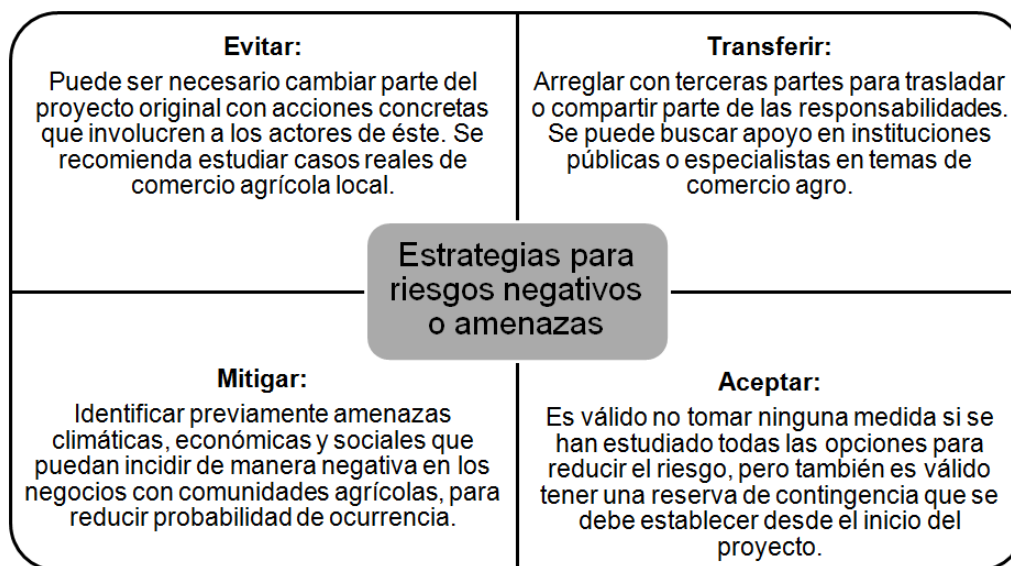 Evitar:
Puede ser necesario cambiar parte del
proyecto original con acciones concretas
que involucren a los actores de éste. Se
recomienda estudiar casos reales de
comercio agrícola local.
Transferir:
Arreglar con terceras partes para trasladar
o compartir parte de las responsabilidades.
Se puede buscar apoyo en instituciones
públicas o especialistas en temas de
comercio agro.
Estrategias para
riesgos negativos
o amenazas
Mitigar:
Identificar previamente amenazas
climáticas, económicas y sociales que
puedan incidir de manera negativa en los
negocios con comunidades agrícolas, para
reducir probabilidad de ocurrencia.
Aceptar:
Es válido no tomar ninguna medida si se
han estudiado todas las opciones para
reducir el riesgo, pero también es válido
tener una reserva de contingencia que se
debe establecer desde el inicio del
proyecto.